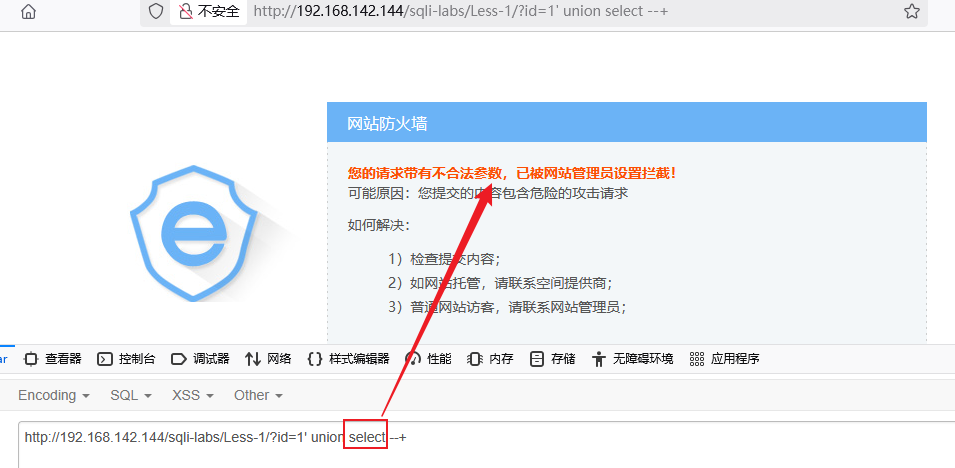 不安全 http://192.168.142.144/sqli-labs/Less-1/?id=1' union select --+
网站防火墙
您的请求带有不合法参数，已被网站管理员设置拦截！
可能原因：您提交的内容包含危险的攻击请求
如何解决：
1）检查提交内容；
2）如网站托管，请联系空间提供商；
3）普通网站访客，请联系网站管理员；
ar 查看器 控制台 调试器 网络 样式编辑器 性能 内存 存储 无障碍环境 应用程序
Encoding SQL XSS Other
http://192.168.142.144/sqli-labs/Less-1/?id=1' union select --+